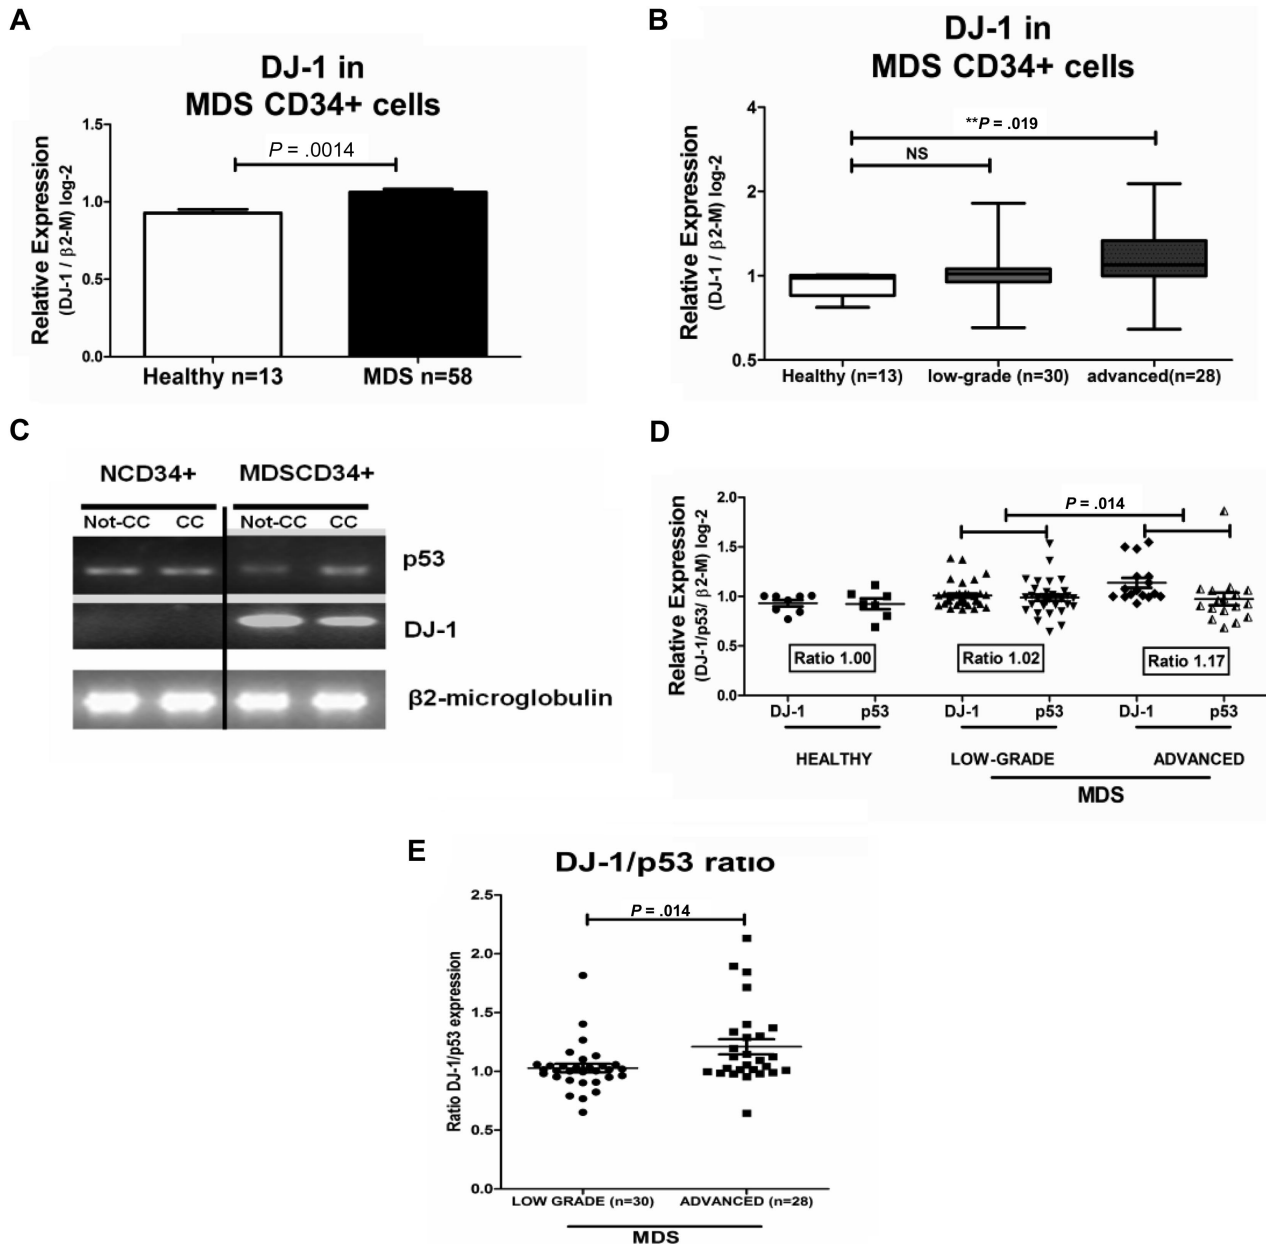 A
DJ-1 in
MDS CD34+ cells
Relative Expression
(DJ-1 / β2-M) log-2
1.5
1.0
0.5
0.0
P = .0014
Healthy n=13
MDS n=58
B
DJ-1 in
MDS CD34+ cells
Relative Expression
(DJ-1 / β2-M) log-2
4
2
1
0.5
**P = .019
NS
Healthy (n=13)
low-grade (n=30)
advanced(n=28)
C
NCD34+
MDSCD34+
Not-CC
CC
Not-CC
CC
p53
DJ-1
β2-microglobulin
D
Relative Expression
(DJ-1/p53/ β2-M) log-2
2.0
1.5
1.0
0.5
0.0
P = .014
Ratio 1.00
Ratio 1.02
Ratio 1.17
DJ-1
p53
DJ-1
p53
DJ-1
p53
HEALTHY
LOW-GRADE
ADVANCED
MDS
E
DJ-1/p53 ratio
Ratio DJ-1/p53 expression
2.5
2.0
1.5
1.0
0.5
0.0
P = .014
LOW GRADE (n=30)
ADVANCED (n=28)
MDS